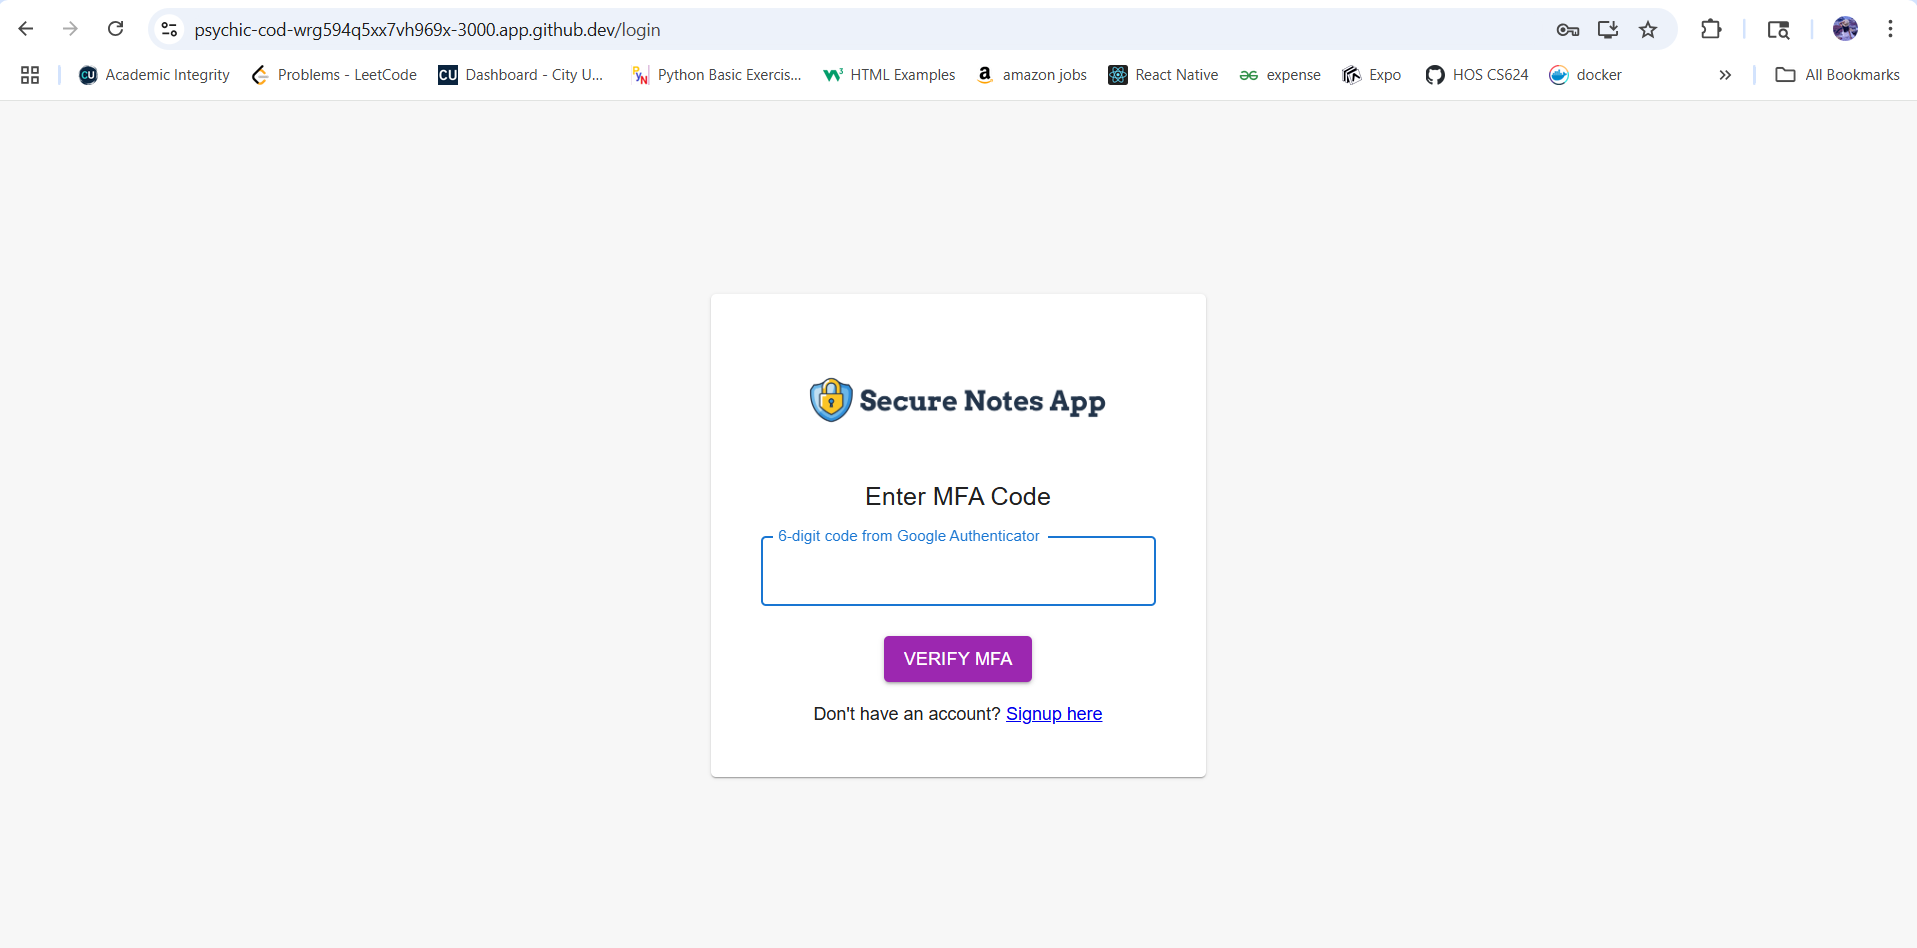 psychic-cod-wrg594q5xx7vh969x-3000.app.github.dev/login
CU Academic Integrity Problems - LeetCode CU Dashboard - City U... Python Basic Exercis... HTML Examples amazon jobs React Native expense Expo HOS CS624 docker » All Bookmarks
Secure Notes App
Enter MFA Code
6-digit code from Google Authenticator
VERIFY MFA
Don't have an account? Signup here